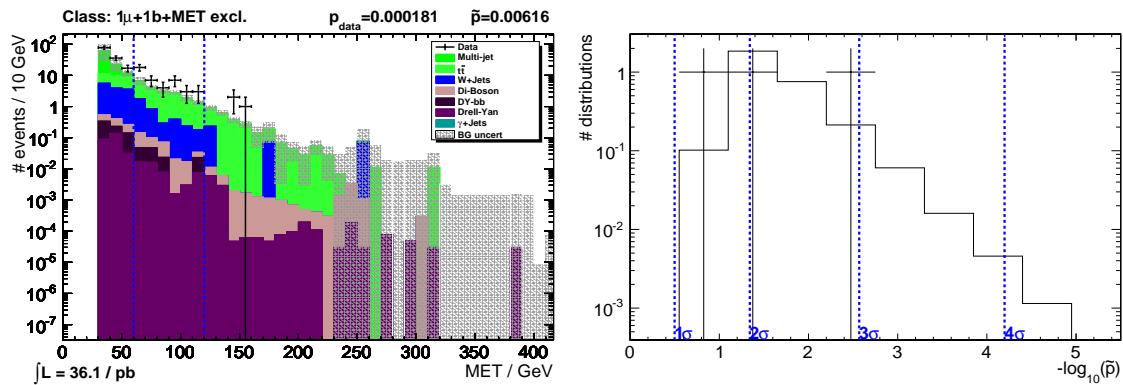 Class: 1μ+1b+MET excl. p_data=0.000181 p̃=0.00616
# events / 10 GeV
10²
10
1
10⁻¹
10⁻²
10⁻³
10⁻⁴
10⁻⁵
10⁻⁶
10⁻⁷
Data
Multi-jet
tt̄
W+Jets
Di-Boson
DY-bb
Drell-Yan
γ+Jets
BG uncert
0 50 100 150 200 250 300 350 400
∫L = 36.1 / pb
MET / GeV
# distributions
1
10⁻¹
10⁻²
10⁻³
1σ 2σ 3σ 4σ
0 1 2 3 4 5
-log₁₀(p̃)